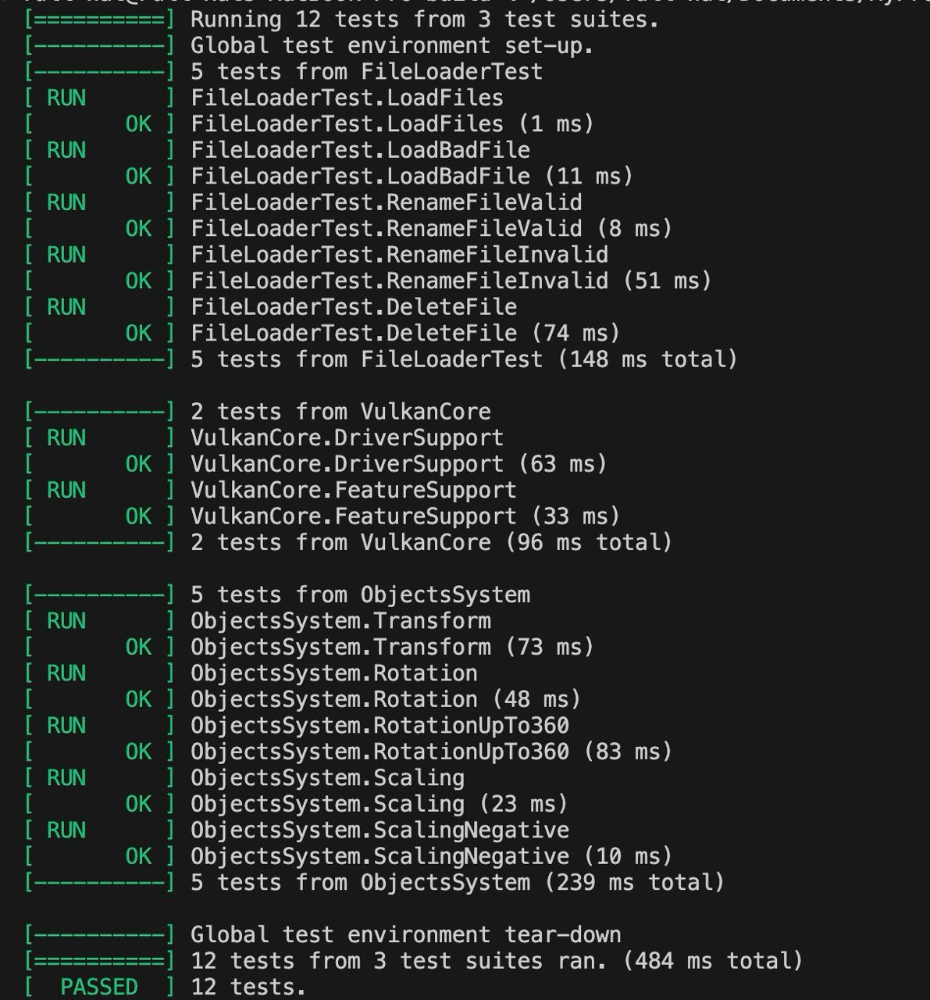 [==========] Running 12 tests from 3 test suites.
[----------] Global test environment set-up.
[----------] 5 tests from FileLoaderTest
[ RUN      ] FileLoaderTest.LoadFiles
[       OK ] FileLoaderTest.LoadFiles (1 ms)
[ RUN      ] FileLoaderTest.LoadBadFile
[       OK ] FileLoaderTest.LoadBadFile (11 ms)
[ RUN      ] FileLoaderTest.RenameFileValid
[       OK ] FileLoaderTest.RenameFileValid (8 ms)
[ RUN      ] FileLoaderTest.RenameFileInvalid
[       OK ] FileLoaderTest.RenameFileInvalid (51 ms)
[ RUN      ] FileLoaderTest.DeleteFile
[       OK ] FileLoaderTest.DeleteFile (74 ms)
[----------] 5 tests from FileLoaderTest (148 ms total)

[----------] 2 tests from VulkanCore
[ RUN      ] VulkanCore.DriverSupport
[       OK ] VulkanCore.DriverSupport (63 ms)
[ RUN      ] VulkanCore.FeatureSupport
[       OK ] VulkanCore.FeatureSupport (33 ms)
[----------] 2 tests from VulkanCore (96 ms total)

[----------] 5 tests from ObjectsSystem
[ RUN      ] ObjectsSystem.Transform
[       OK ] ObjectsSystem.Transform (73 ms)
[ RUN      ] ObjectsSystem.Rotation
[       OK ] ObjectsSystem.Rotation (48 ms)
[ RUN      ] ObjectsSystem.RotationUpTo360
[       OK ] ObjectsSystem.RotationUpTo360 (83 ms)
[ RUN      ] ObjectsSystem.Scaling
[       OK ] ObjectsSystem.Scaling (23 ms)
[ RUN      ] ObjectsSystem.ScalingNegative
[       OK ] ObjectsSystem.ScalingNegative (10 ms)
[----------] 5 tests from ObjectsSystem (239 ms total)

[----------] Global test environment tear-down
[==========] 12 tests from 3 test suites ran. (484 ms total)
[  PASSED  ] 12 tests.